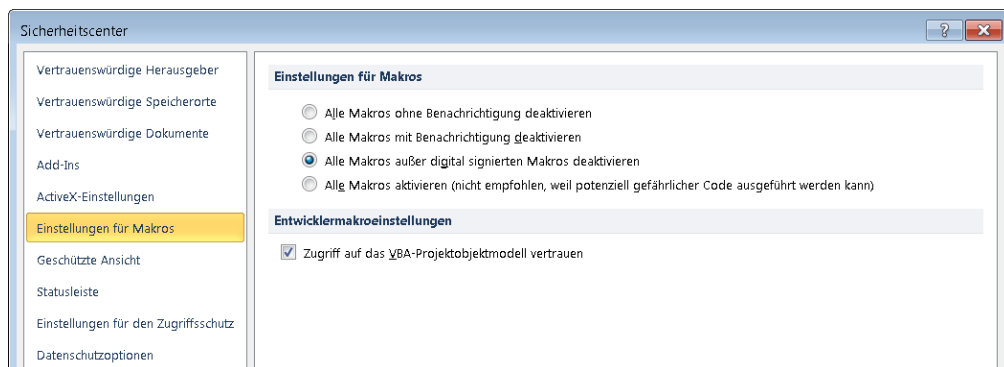 Sicherheitscenter
Vertrauenswürdige Herausgeber
Vertrauenswürdige Speicherorte
Vertrauenswürdige Dokumente
Add-Ins
ActiveX-Einstellungen
Einstellungen für Makros
Geschützte Ansicht
Statusleiste
Einstellungen für den Zugriffsschutz
Datenschutzoptionen
Einstellungen für Makros
Alle Makros ohne Benachrichtigung deaktivieren
Alle Makros mit Benachrichtigung deaktivieren
Alle Makros außer digital signierten Makros deaktivieren
Alle Makros aktivieren (nicht empfohlen, weil potenziell gefährlicher Code ausgeführt werden kann)
Entwicklermakroeinstellungen
Zugriff auf das VBA-Projektobjektmodell vertrauen